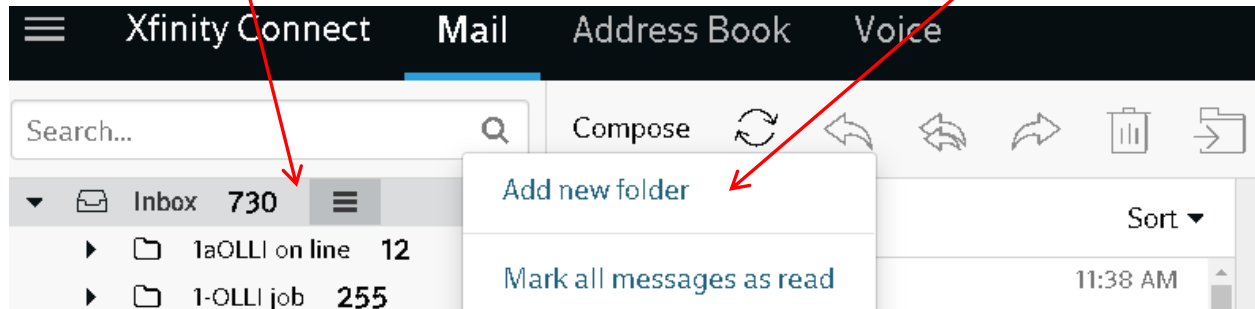 Xfinity Connect Mail Address Book Voice
Search... Compose
Add new folder
Inbox 730
Sort
1aOLLI on line 12
Mark all messages as read 11:38 AM
1-OLLI job 255